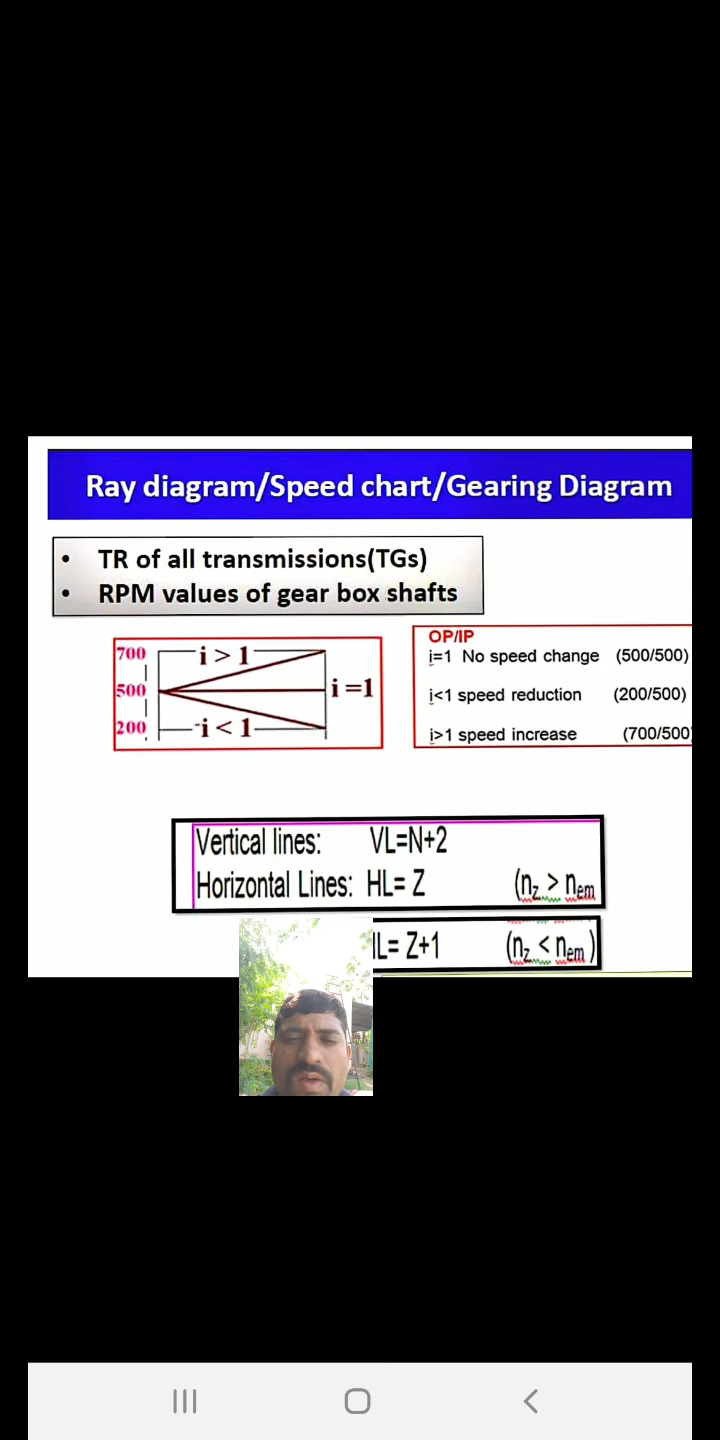 Ray diagram/Speed chart/Gearing Diagram
• TR of all transmissions(TGs)
• RPM values of gear box shafts
700
i > 1
500
i =1
200
i < 1
OP/IP
i=1 No speed change (500/500)
i<1 speed reduction (200/500)
i>1 speed increase (700/500
Vertical lines: VL=N+2
Horizontal Lines: HL= Z (nz > nem
L= Z+1 (nz < nem)